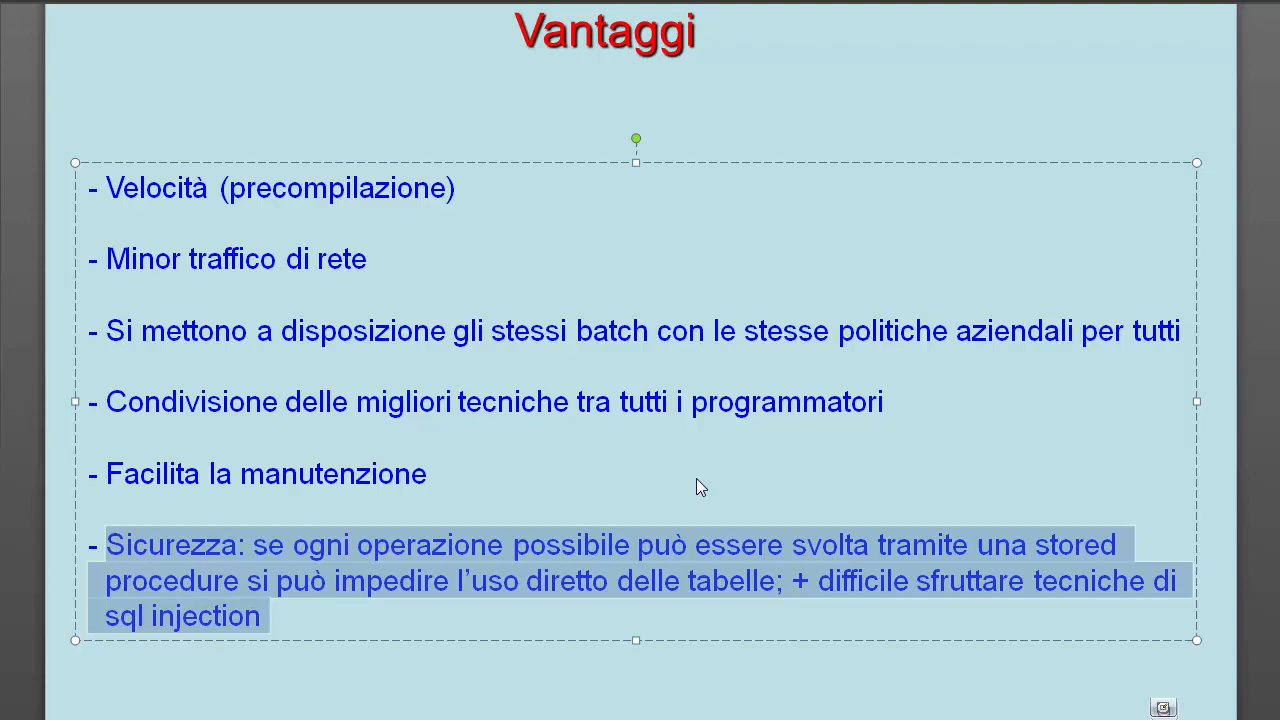 Vantaggi
- Velocità (precompilazione)
- Minor traffico di rete
- Si mettono a disposizione gli stessi batch con le stesse politiche aziendali per tutti
- Condivisione delle migliori tecniche tra tutti i programmatori
- Facilita la manutenzione
- Sicurezza: se ogni operazione possibile può essere svolta tramite una stored
procedure si può impedire l’uso diretto delle tabelle; + difficile sfruttare tecniche di
sql injection